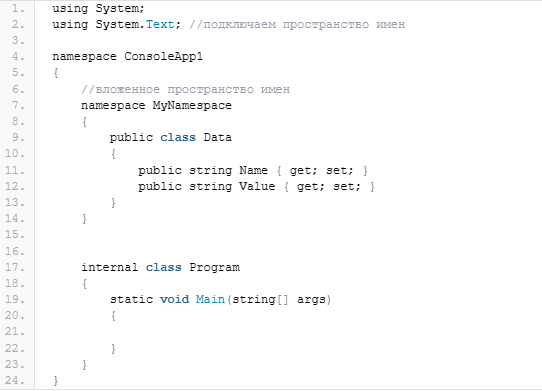 1. using System;
2. using System.Text; //подключаем пространство имен
3.
4. namespace ConsoleApp1
5. {
6.     //вложенное пространство имен
7.     namespace MyNamespace
8.     {
9.         public class Data
10.         {
11.             public string Name { get; set; }
12.             public string Value { get; set; }
13.         }
14.     }
15.
16.
17.     internal class Program
18.     {
19.         static void Main(string[] args)
20.         {
21.
22.         }
23.     }
24. }